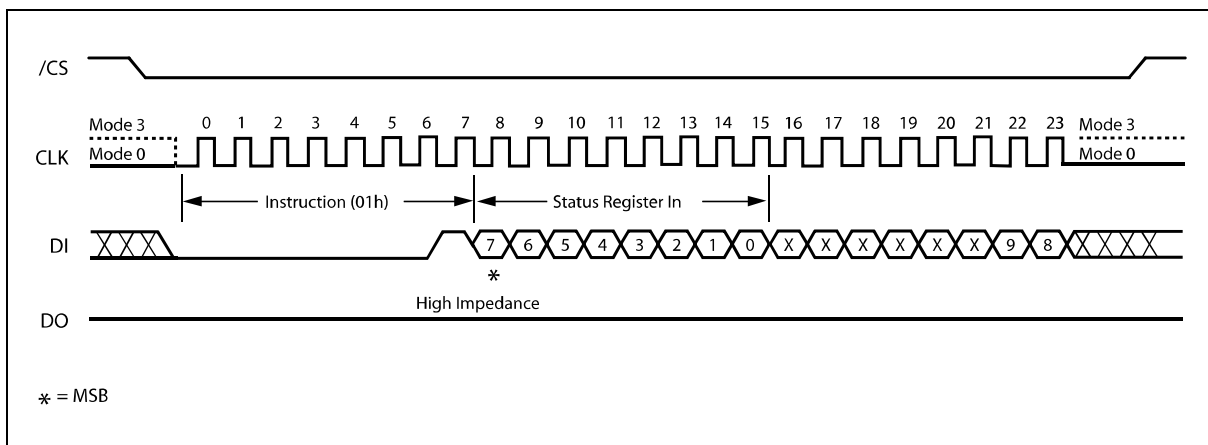 /CS
Mode 3 0 1 2 3 4 5 6 7 8 9 10 11 12 13 14 15 16 17 18 19 20 21 22 23 Mode 3
CLK Mode 0 Mode 0
Instruction (01h) Status Register In
DI 7 6 5 4 3 2 1 0 X X X X X X 9 8
*
High Impedance
DO
* = MSB